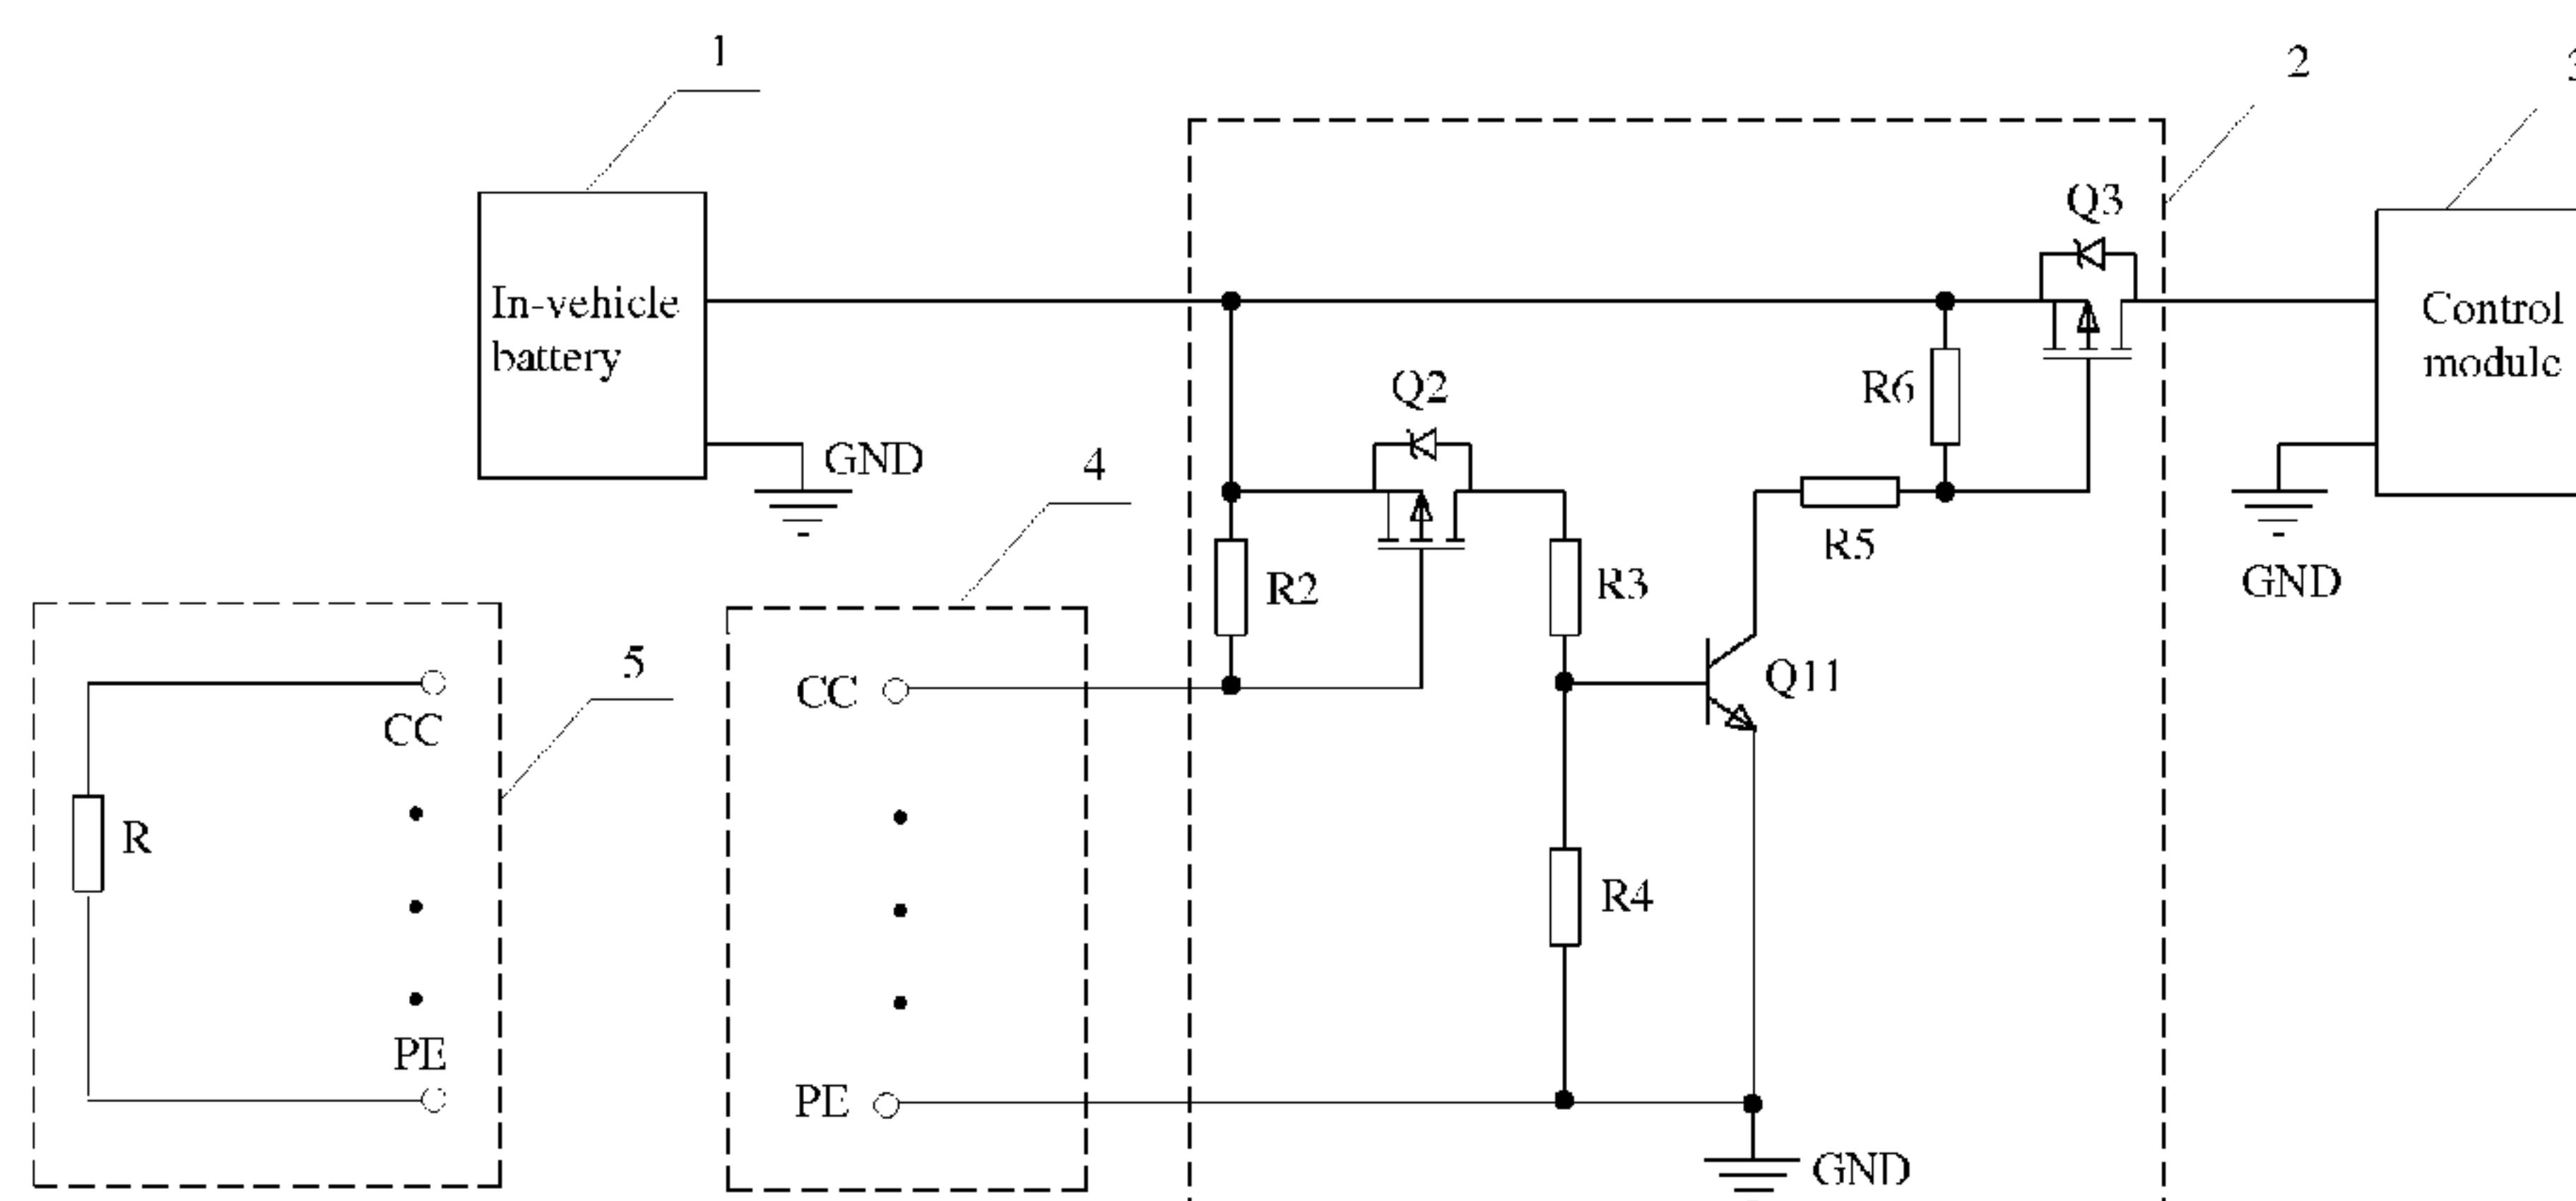 1
2
Q3
In-vehicle
battery
Control
module
Q2
R6
GND
4
R5
R2
R3
GND
5
CC
Q11
CC
R
R4
PE
PE
GND